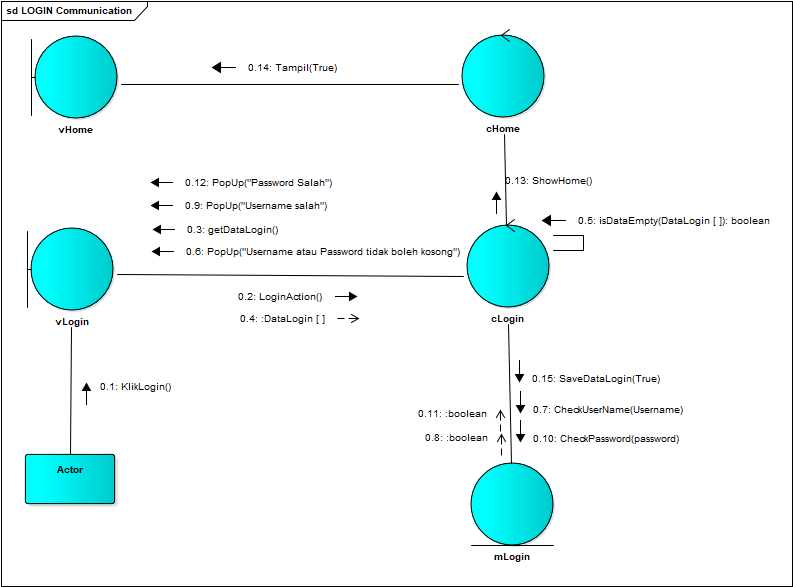 sd LOGIN Communication
0.14: Tampil(True)
vHome
cHome
0.12: PopUp("Password Salah")
0.13: ShowHome()
0.9: PopUp("Username salah")
0.5: isDataEmpty(DataLogin [ ]): boolean
0.3: getDataLogin()
0.6: PopUp("Username atau Password tidak boleh kosong")
0.2: LoginAction()
vLogin
cLogin
0.4: :DataLogin [ ]
0.1: KlikLogin()
0.15: SaveDataLogin(True)
0.11: :boolean
0.7: CheckUserName(Username)
0.8: :boolean
0.10: CheckPassword(password)
Actor
mLogin